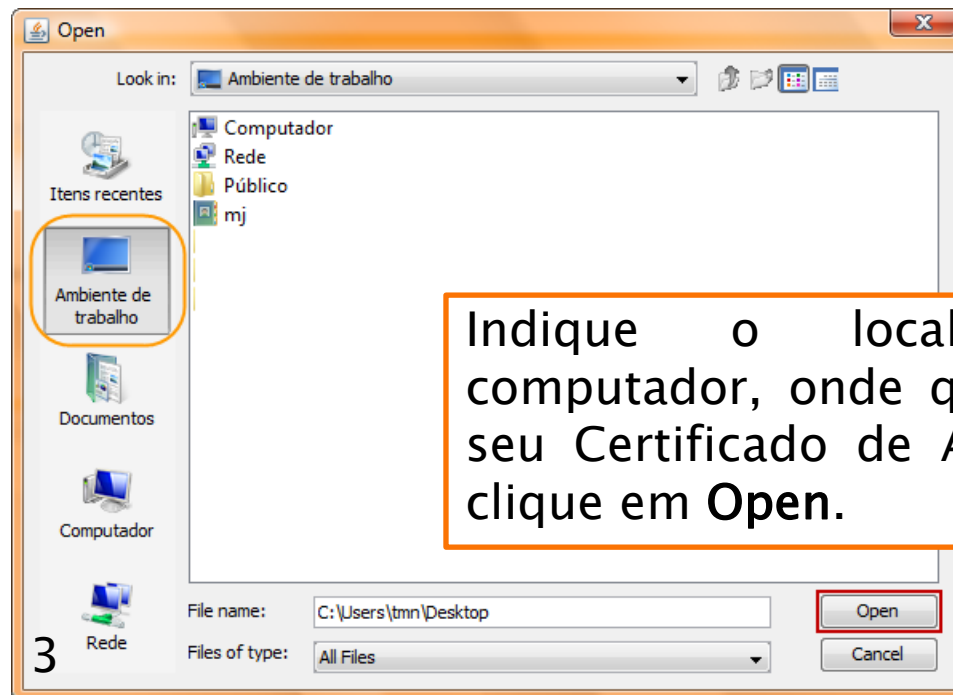 Open
Look in: Ambiente de trabalho
Computador
Rede
Público
mj
Itens recentes
Ambiente de
trabalho
Documentos
Computador
Rede
Indique o local
computador, onde
seu Certificado de
clique em Open.
File name: C:\Users\tmn\Desktop Open
Files of type: All Files Cancel
3